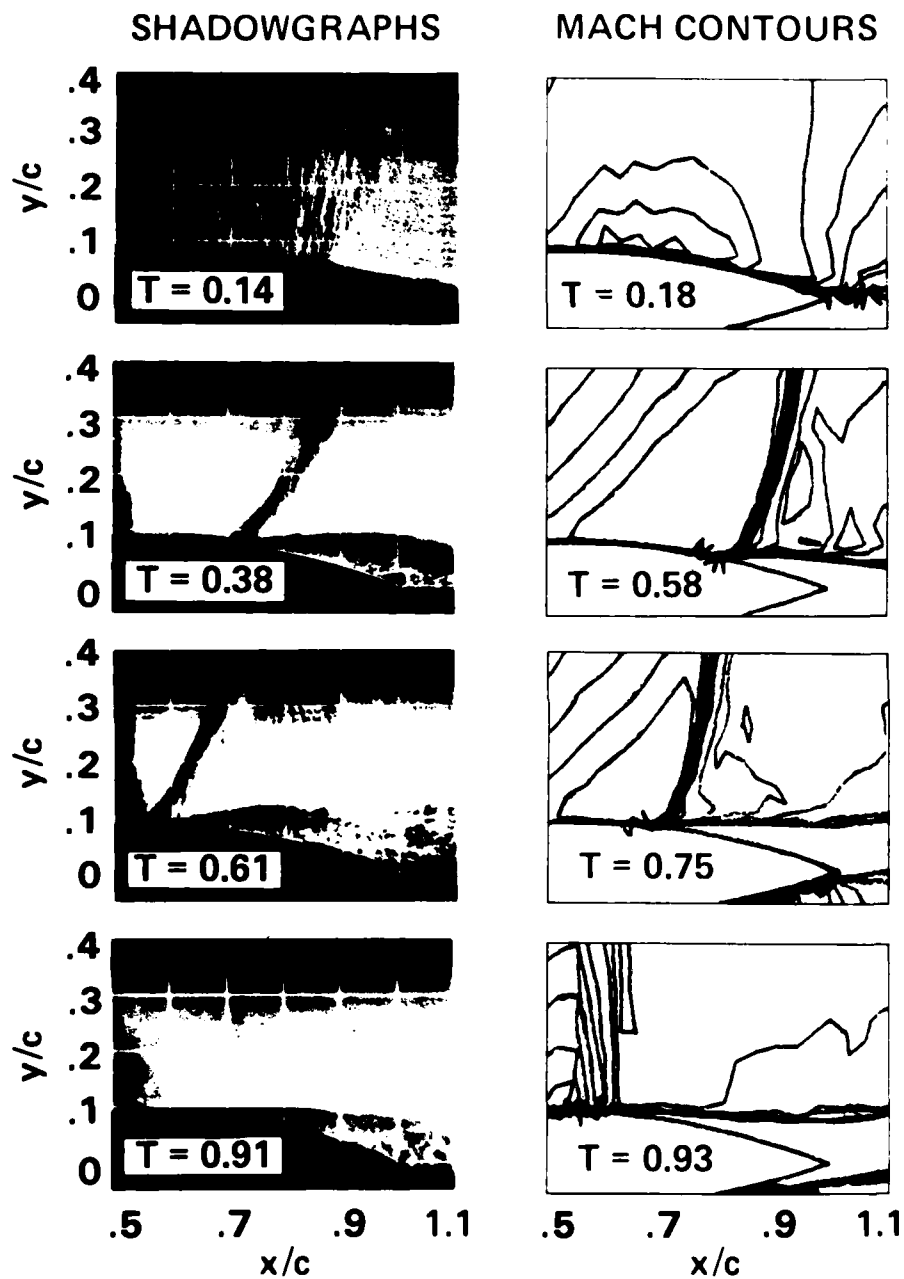 SHADOWGRAPHS MACH CONTOURS
.4
.3
.2
.1
0
y/c
T = 0.14
T = 0.18
.4
.3
.2
.1
0
y/c
T = 0.38
T = 0.58
.4
.3
.2
.1
0
y/c
T = 0.61
T = 0.75
.4
.3
.2
.1
0
y/c
T = 0.91
T = 0.93
.5 .7 .9 1.1 .5 .7 .9 1.1
x/c x/c